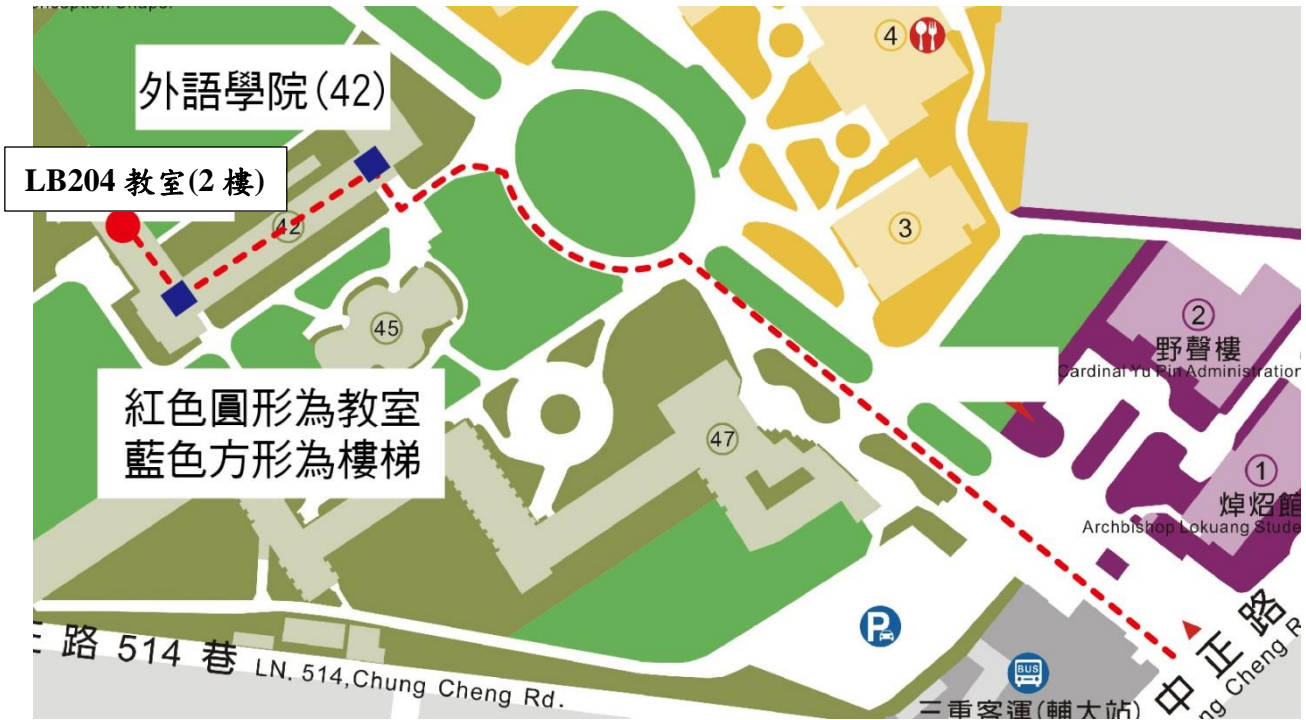 外語學院(42)
4
LB204 教室(2 樓)
42
3
2
野聲樓
Cardinal Yu Pin Administration
45
紅色圓形為教室
藍色方形為樓梯
47
1
焯炤館
Archbishop Lokuang Stude
P
路 514 巷
LN. 514,Chung Cheng Rd.
BUS
三重客運(輔大站)
中正路
ng Cheng R